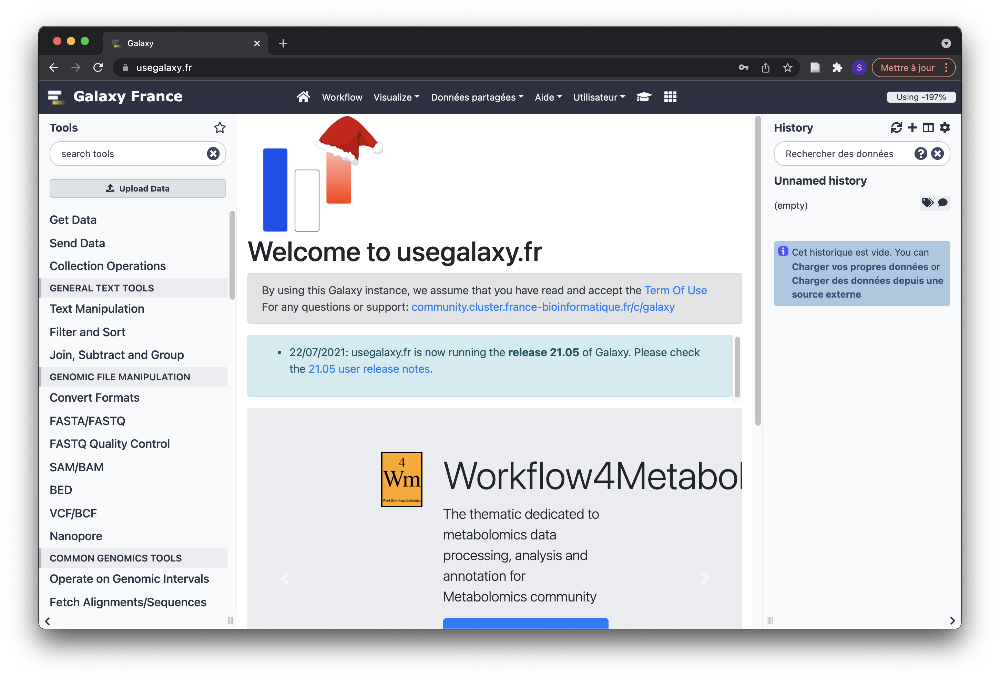 Galaxy
usegalaxy.fr
S
Mettre à jour
Galaxy France
Workflow
Visualize
Données partagées
Aide
Utilisateur
Using -197%
Tools
search tools
Upload Data
Get Data
Send Data
Collection Operations
GENERAL TEXT TOOLS
Text Manipulation
Filter and Sort
Join, Subtract and Group
GENOMIC FILE MANIPULATION
Convert Formats
FASTA/FASTQ
FASTQ Quality Control
SAM/BAM
BED
VCF/BCF
Nanopore
COMMON GENOMICS TOOLS
Operate on Genomic Intervals
Fetch Alignments/Sequences
Welcome to usegalaxy.fr
By using this Galaxy instance, we assume that you have read and accept the Term Of Use
For any questions or support: community.cluster.france-bioinformatique.fr/c/galaxy
22/07/2021: usegalaxy.fr is now running the release 21.05 of Galaxy. Please check
the 21.05 user release notes.
4
Wm
Workflow4metabolomics
Workflow4Metabol
The thematic dedicated to
metabolomics data
processing, analysis and
annotation for
Metabolomics community
History
Rechercher des données
Unnamed history
(empty)
Cet historique est vide. You can
Charger vos propres données or
Charger des données depuis une
source externe